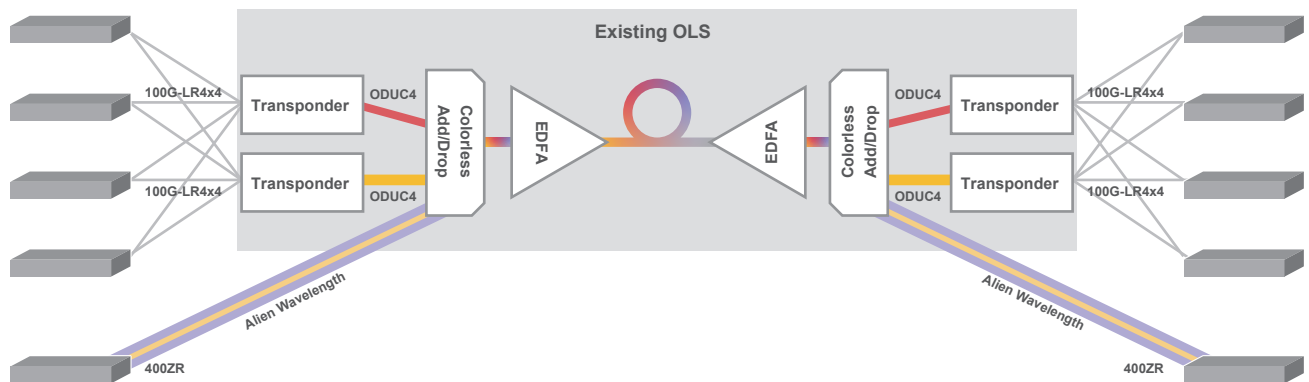 Existing OLS
100G-LR4x4
Transponder
ODUC4
Colorless
Add/Drop
EDFA
EDFA
Colorless
Add/Drop
ODUC4
Transponder
100G-LR4x4
100G-LR4x4
Transponder
ODUC4
ODUC4
Transponder
100G-LR4x4
Alien Wavelength
Alien Wavelength
400ZR
400ZR